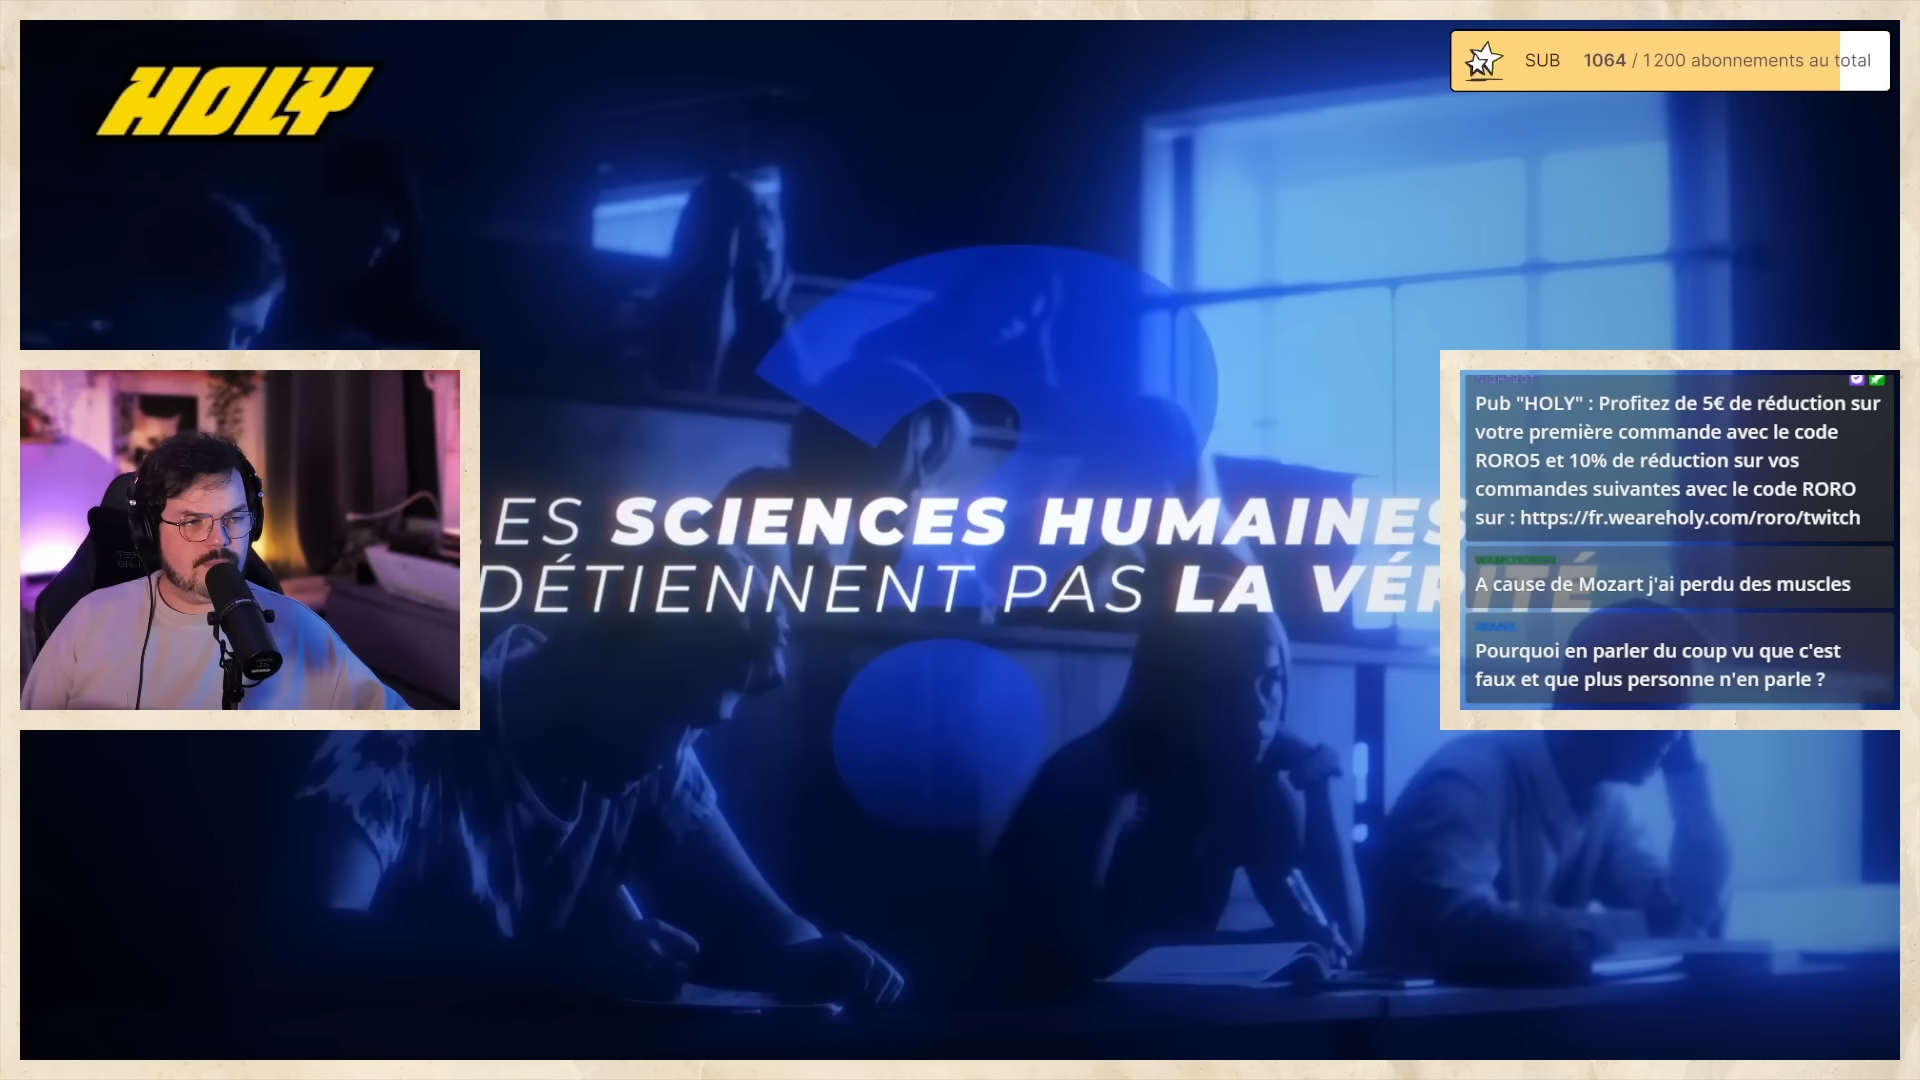 HOLY
SUB 1064 / 1200 abonnements au total
Pub "HOLY" : Profitez de 5€ de réduction sur
votre première commande avec le code
RORO5 et 10% de réduction sur vos
commandes suivantes avec le code RORO
sur : https://fr.weareholy.com/roro/twitch
A cause de Mozart j'ai perdu des muscles
Pourquoi en parler du coup vu que c'est
faux et que plus personne n'en parle ?
LES SCIENCES HUMAINES
DÉTIENNENT PAS LA VÉRITÉ
?